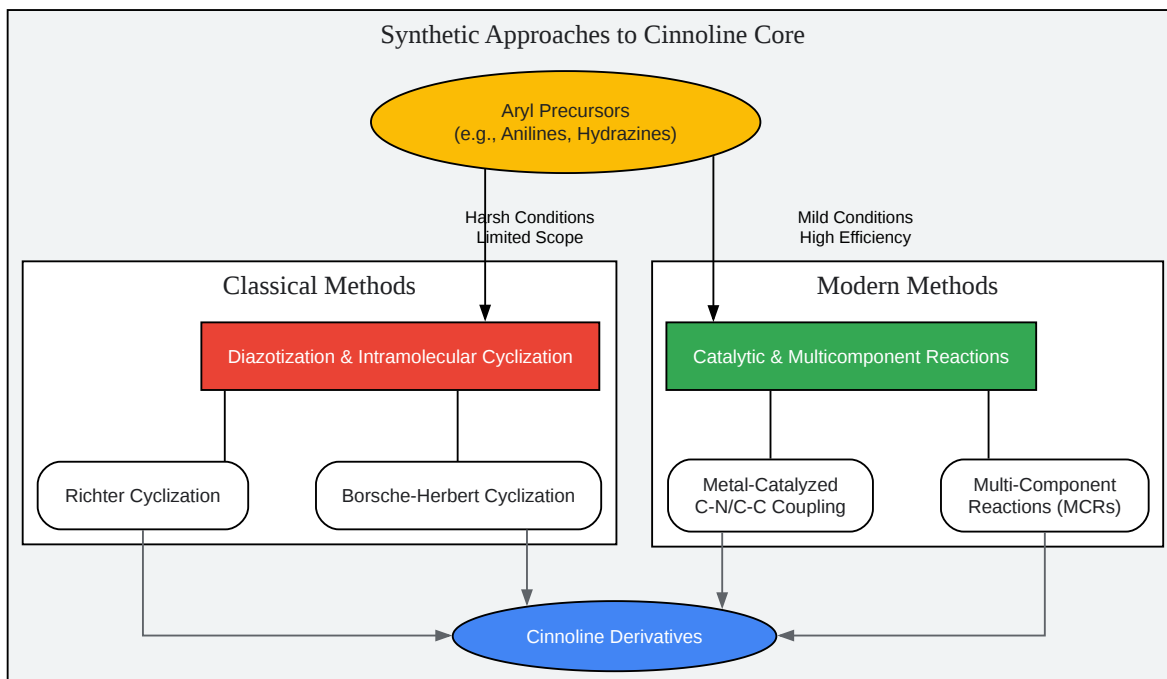 Synthetic Approaches to Cinnoline Core
Aryl Precursors
(e.g., Anilines, Hydrazines)
Harsh Conditions
Limited Scope
Mild Conditions
High Efficiency
Classical Methods
Modern Methods
Diazotization & Intramolecular Cyclization
Catalytic & Multicomponent Reactions
Richter Cyclization
Borsche-Herbert Cyclization
Metal-Catalyzed
C-N/C-C Coupling
Multi-Component
Reactions (MCRs)
Cinnoline Derivatives